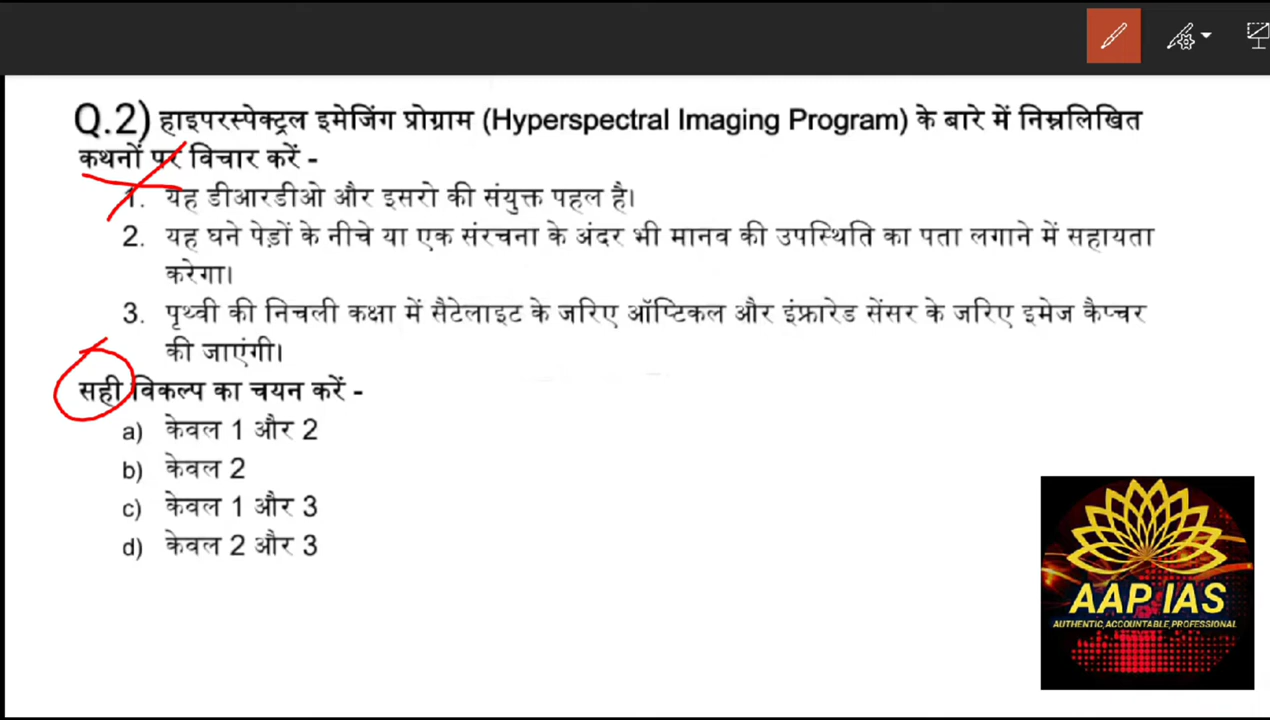 Q.2) हाइपरस्पेक्ट्रल इमेजिंग प्रोग्राम (Hyperspectral Imaging Program) के बारे में निम्नलिखित
कथनों पर विचार करें -
1. यह डीआरडीओ और इसरो की संयुक्त पहल है।
2. यह घने पेड़ों के नीचे या एक संरचना के अंदर भी मानव की उपस्थिति का पता लगाने में सहायता
करेगा।
3. पृथ्वी की निचली कक्षा में सैटेलाइट के जरिए ऑप्टिकल और इंफ्रारेड सेंसर के जरिए इमेज कैप्चर
की जाएंगी।
सही विकल्प का चयन करें -
a) केवल 1 और 2
b) केवल 2
c) केवल 1 और 3
d) केवल 2 और 3
AAP IAS
AUTHENTIC,ACCOUNTABLE,PROFESSIONAL